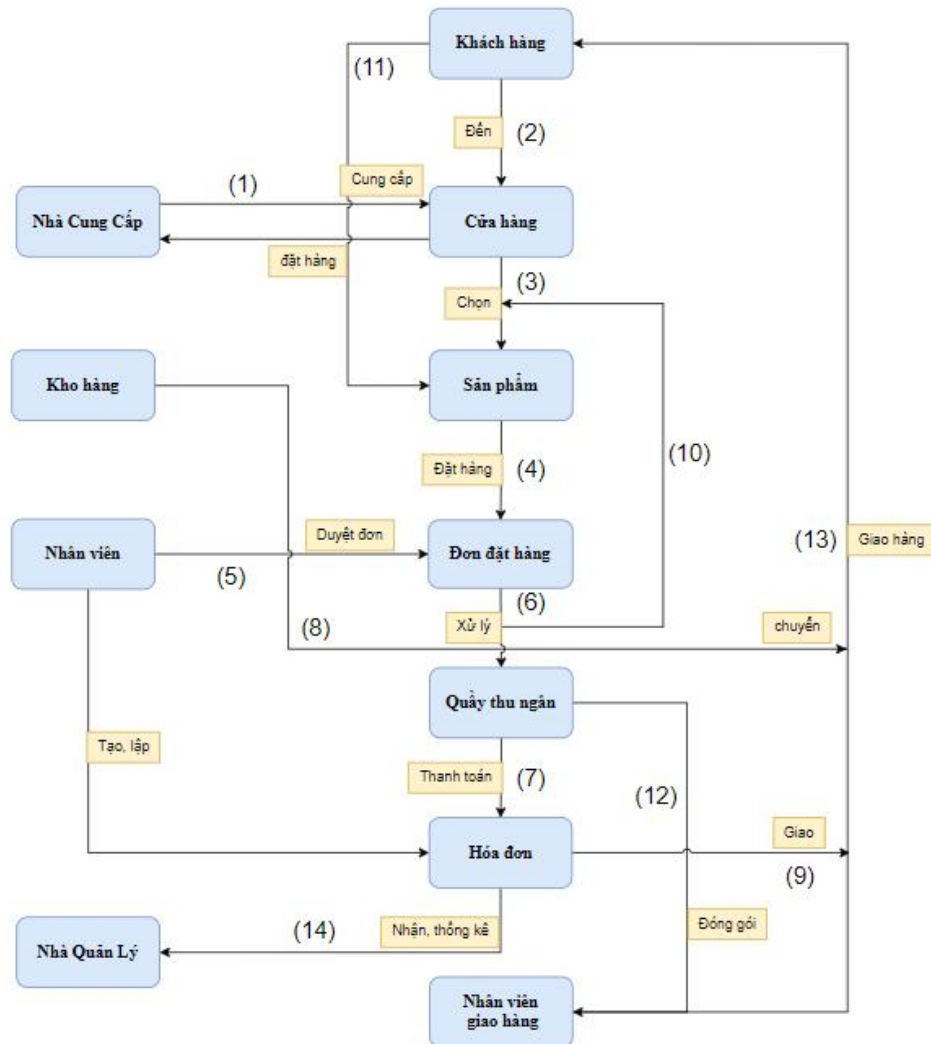 Khách hàng
(11)
Đến
(2)
(1)
Cung cấp
Nhà Cung Cấp
Cửa hàng
đặt hàng
(3)
Chọn
Kho hàng
Sản phẩm
(10)
Đặt hàng
(4)
Duyệt đơn
(13)
Giao hàng
Nhân viên
Đơn đặt hàng
(5)
(6)
(8)
Xử lý
chuyển
Quầy thu ngân
Tạo, lập
Thanh toán
(7)
(12)
Giao
Hóa đơn
(9)
(14)
Nhận, thống kê
Đóng gói
Nhà Quản Lý
Nhân viên
giao hàng